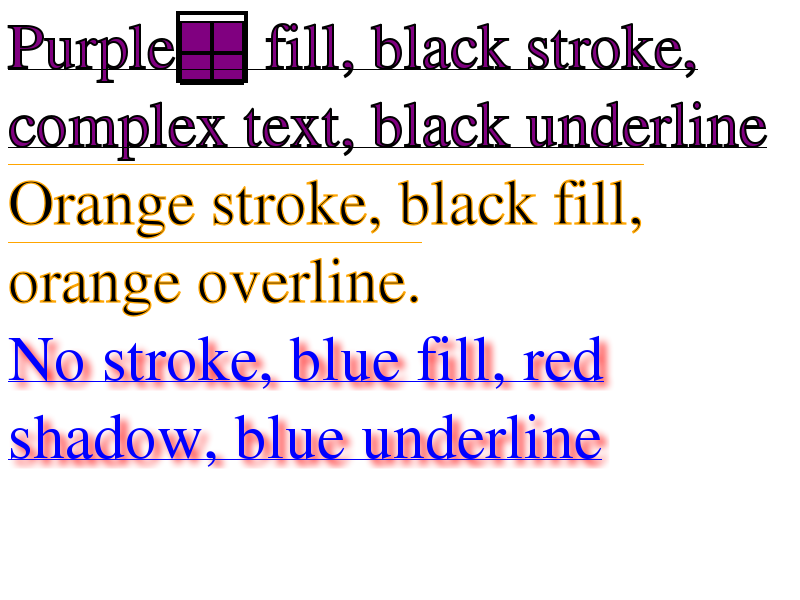 Purple𑀫 fill, black stroke,
complex text, black underline
Orange stroke, black fill,
orange overline.
No stroke, blue fill, red
shadow, blue underline